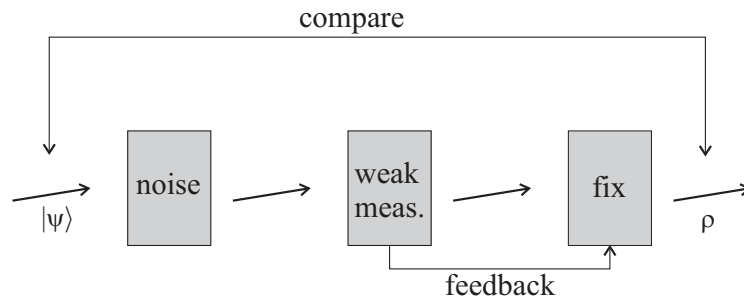 compare
noise
weak
meas.
fix
|ψ⟩
ρ
feedback